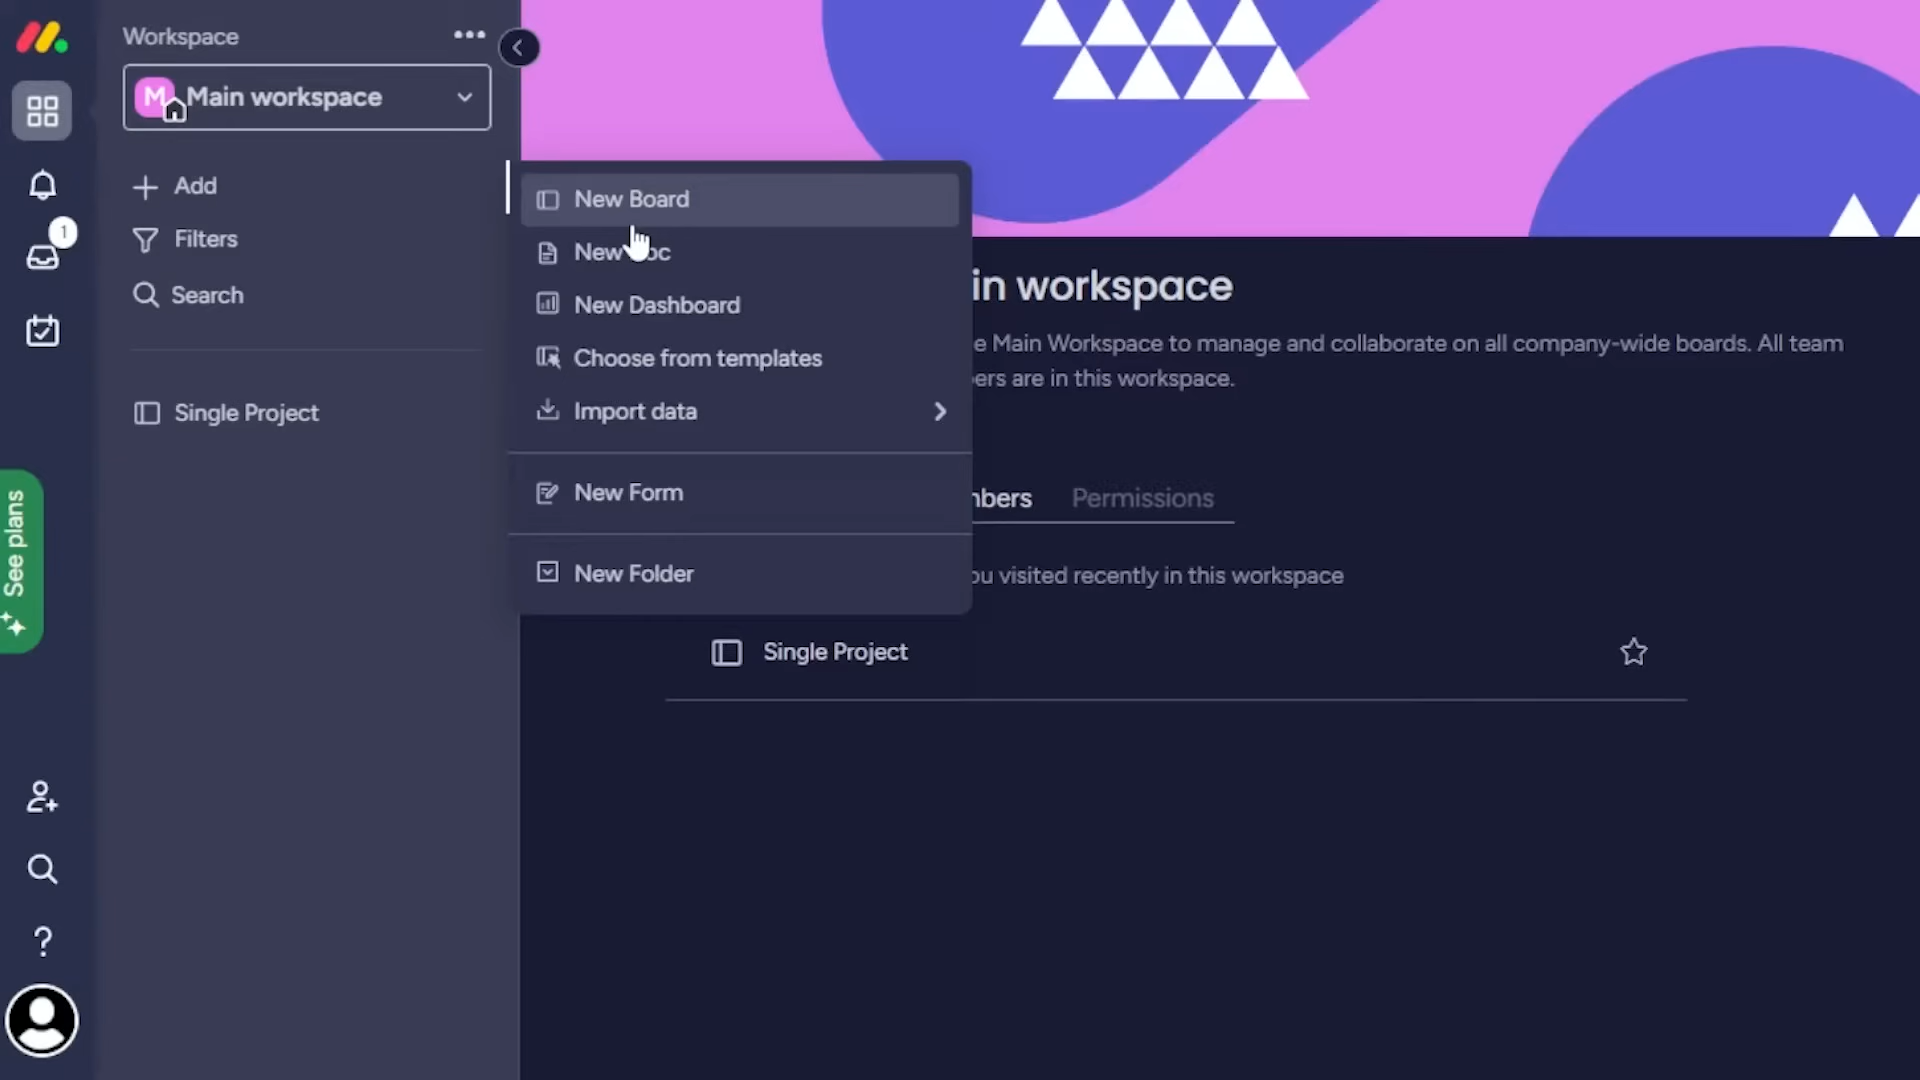 Workspace
M Main workspace
Add
Filters
1
Search
Single Project
See plans
New Board
New
New Dashboard
Choose from templates
Import data
New Form
New Folder
in workspace
e Main Workspace to manage and collaborate on all company-wide boards. All team
ers are in this workspace.
bers Permissions
ou visited recently in this workspace
Single Project